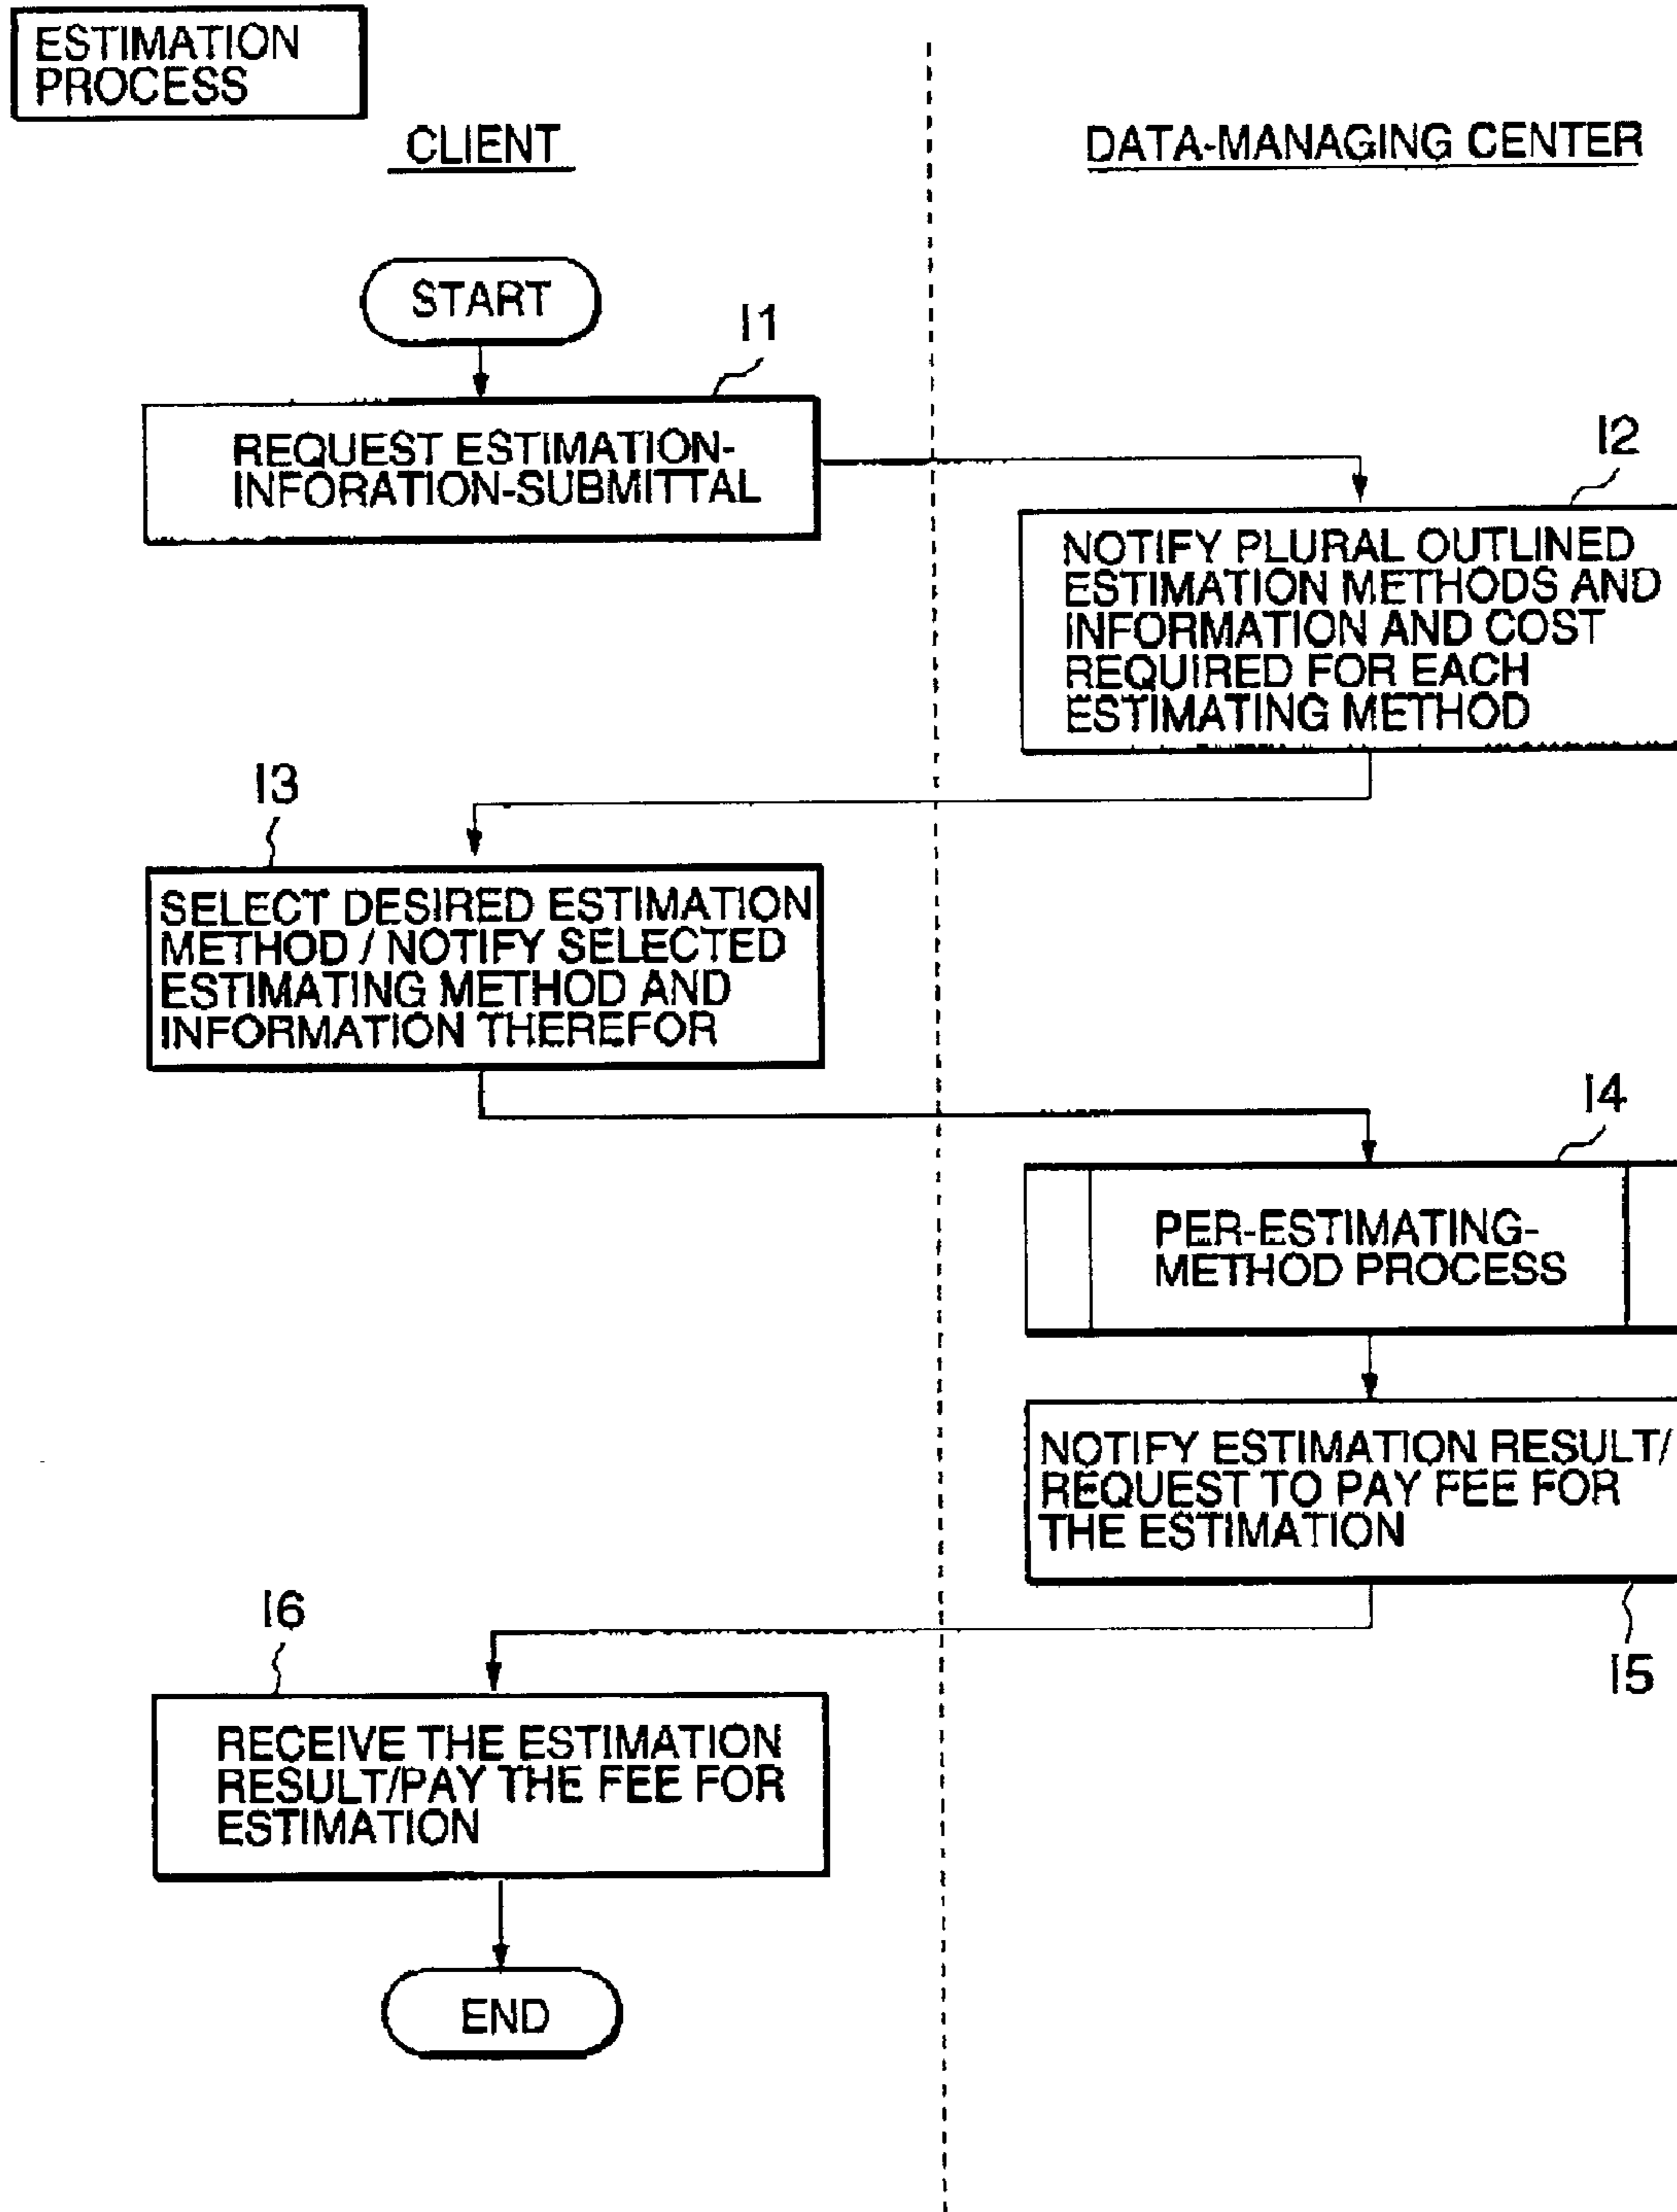 ESTIMATION
PROCESS
CLIENT
DATA-MANAGING CENTER
START
I1
REQUEST ESTIMATION-
INFORATION-SUBMITTAL
I2
NOTIFY PLURAL OUTLINED
ESTIMATION METHODS AND
INFORMATION AND COST
REQUIRED FOR EACH
ESTIMATING METHOD
I3
SELECT DESIRED ESTIMATION
METHOD / NOTIFY SELECTED
ESTIMATING METHOD AND
INFORMATION THEREFOR
I4
PER-ESTIMATING-
METHOD PROCESS
NOTIFY ESTIMATION RESULT/
REQUEST TO PAY FEE FOR
THE ESTIMATION
I5
I6
RECEIVE THE ESTIMATION
RESULT/PAY THE FEE FOR
ESTIMATION
END